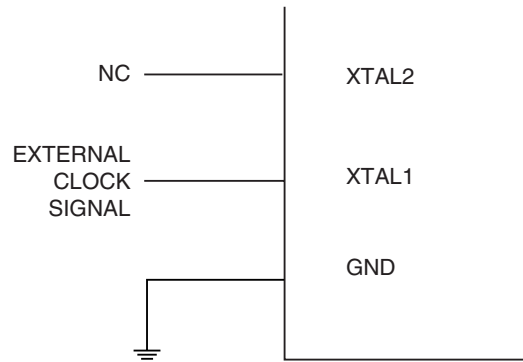 NC
XTAL2
EXTERNAL
CLOCK
SIGNAL
XTAL1
GND